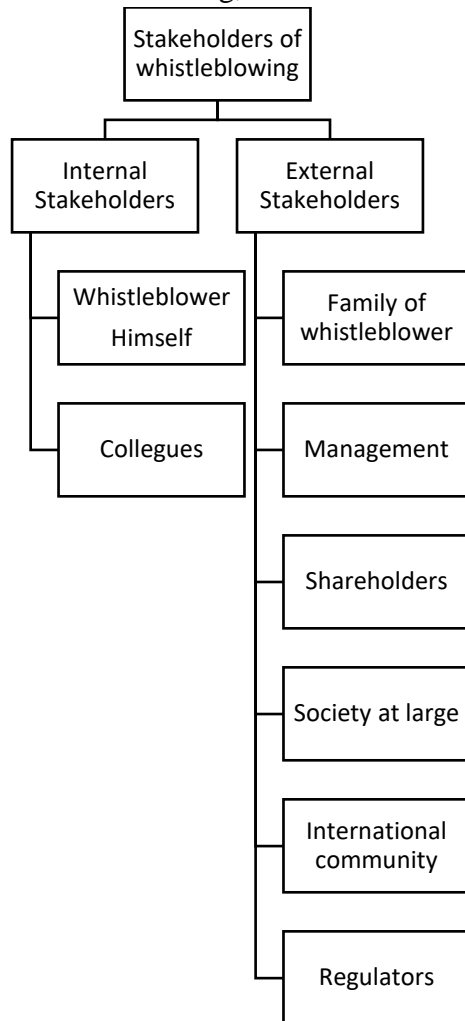 Stakeholders of
whistleblowing
Internal
Stakeholders
External
Stakeholders
Whistleblower
Himself
Collegues
Family of
whistleblower
Management
Shareholders
Society at large
International
community
Regulators